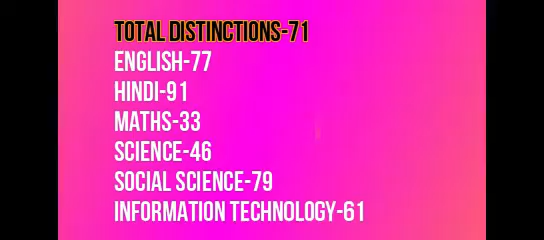 TOTAL DISTINCTIONS-71
ENGLISH-77
HINDI-91
MATHS-33
SCIENCE-46
SOCIAL SCIENCE-79
INFORMATION TECHNOLOGY-61